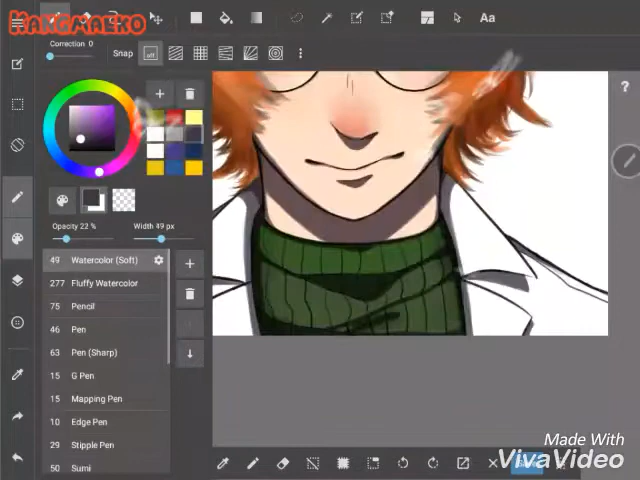 HANGMAEKO
Aa
Correction 0
Snap
off
?
Opacity 22 %
Width 49 px
49 Watercolor (Soft)
277 Fluffy Watercolor
75 Pencil
46 Pen
63 Pen (Sharp)
15 G Pen
15 Mapping Pen
10 Edge Pen
29 Stipple Pen
50 Sumi
Made With
VivaVideo